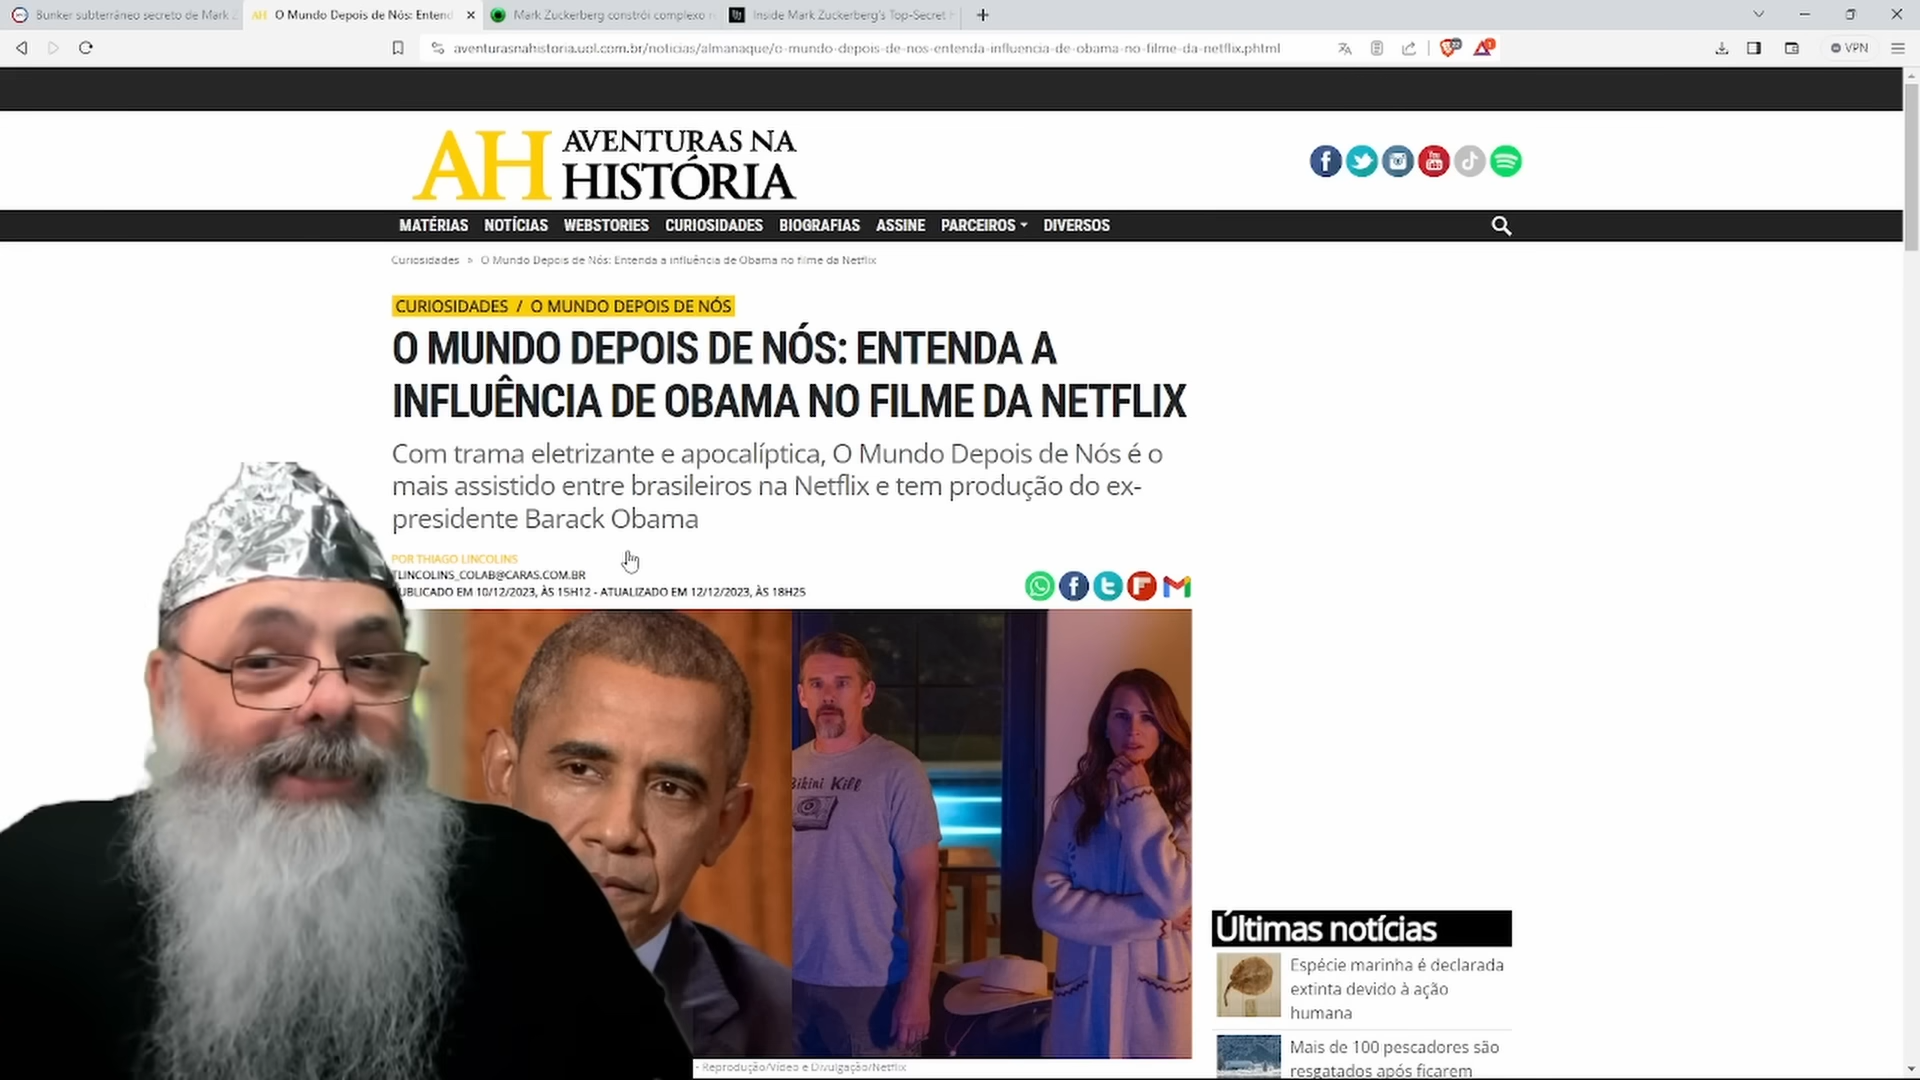 Bunker subterrâneo secreto de Mark Z
AH O Mundo Depois de Nós: Entend
Mark Zuckerberg constrói complexo
Inside Mark Zuckerberg's Top-Secret
aventurasnahistoria.uol.com.br/noticias/almanaque/o-mundo-depois-de-nos-entenda-influencia-de-obama-no-filme-da-netflix.phtml
VPN
AH AVENTURAS NA
HISTÓRIA
MATÉRIAS NOTÍCIAS WEBSTORIES CURIOSIDADES BIOGRAFIAS ASSINE PARCEIROS DIVERSOS
Curiosidades » O Mundo Depois de Nós: Entenda a influência de Obama no filme da Netflix
CURIOSIDADES / O MUNDO DEPOIS DE NÓS
O MUNDO DEPOIS DE NÓS: ENTENDA A
INFLUÊNCIA DE OBAMA NO FILME DA NETFLIX
Com trama eletrizante e apocalíptica, O Mundo Depois de Nós é o
mais assistido entre brasileiros na Netflix e tem produção do ex-
presidente Barack Obama
POR THIAGO LINCOLINS
TLINCOLINS_COLAB@CARAS.COM.BR
UBLICADO EM 10/12/2023, ÀS 15H12 - ATUALIZADO EM 12/12/2023, ÀS 18H25
Bikini Kill
- Reprodução/Vídeo e Divulgação/Netflix
Últimas notícias
Espécie marinha é declarada
extinta devido à ação
humana
Mais de 100 pescadores são
resgatados após ficarem